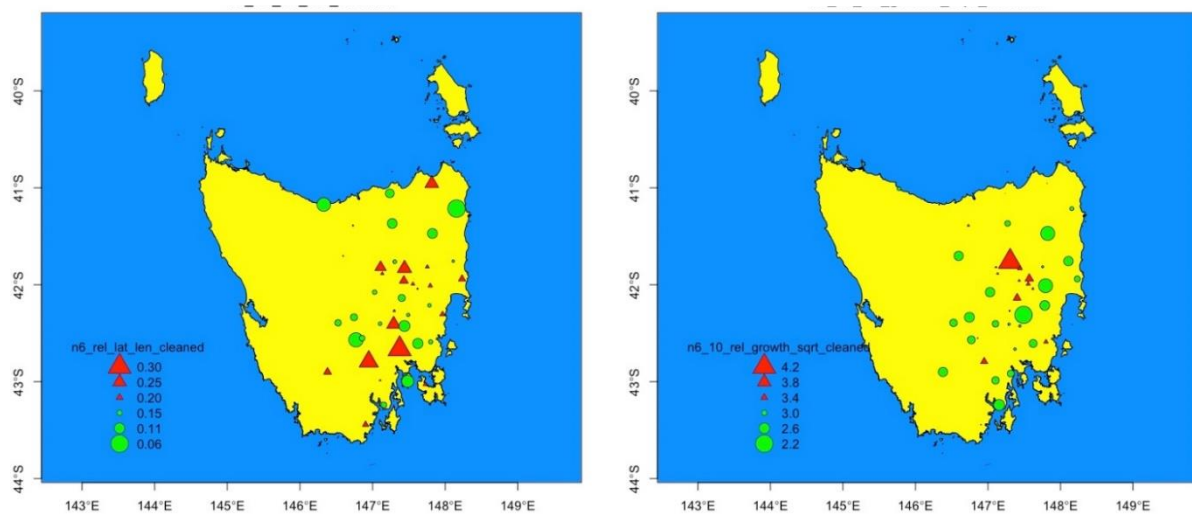 40°S
41°S
42°S
43°S
44°S
n6_rel_lat_len_cleaned
0.30
0.25
0.20
0.15
0.11
0.06
143°E 144°E 145°E 146°E 147°E 148°E 149°E
40°S
41°S
42°S
43°S
44°S
n6_10_rel_growth_sqrt_cleaned
4.2
3.8
3.4
3.0
2.6
2.2
143°E 144°E 145°E 146°E 147°E 148°E 149°E